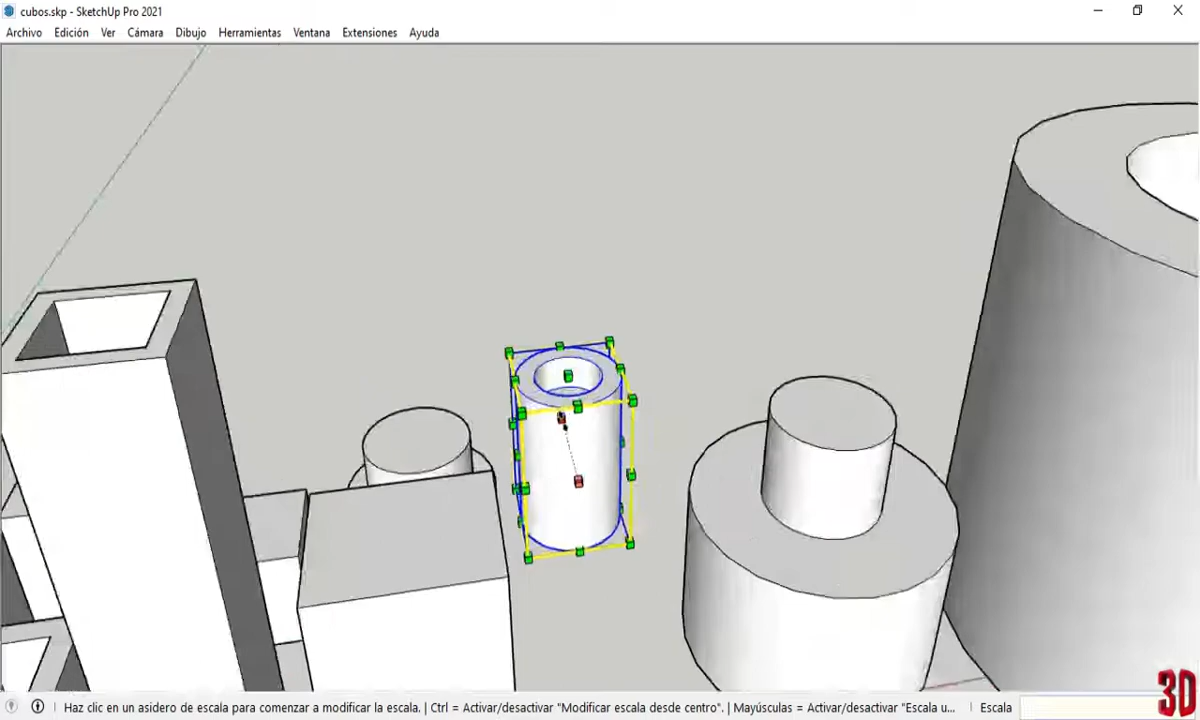 cubos.skp - SketchUp Pro 2021
Archivo Edición Ver Cámara Dibujo Herramientas Ventana Extensiones Ayuda
Haz clic en un asidero de escala para comenzar a modificar la escala. | Ctrl = Activar/desactivar "Modificar escala desde centro". | Mayúsculas = Activar/desactivar "Escala u... Escala
3D